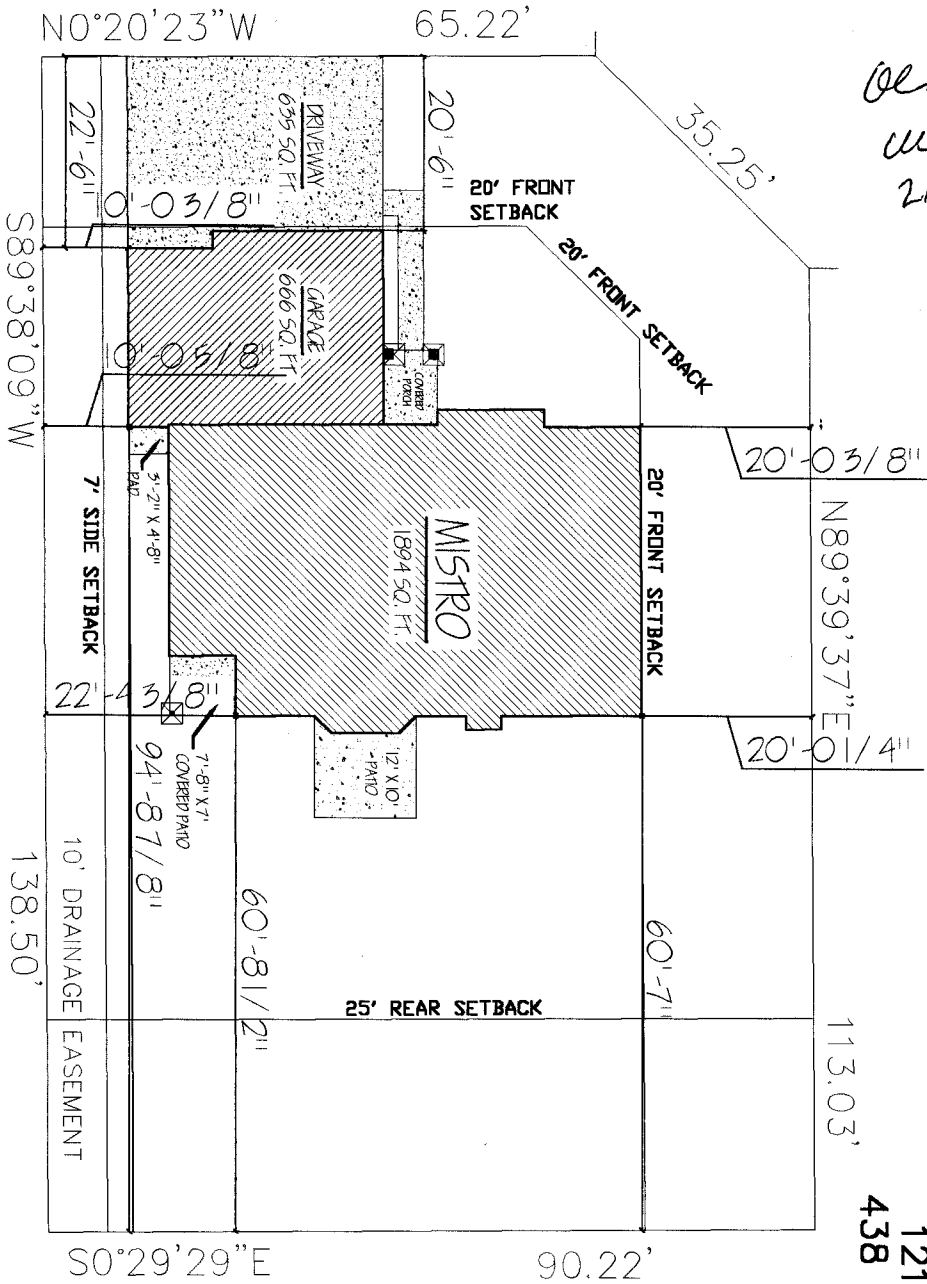 N0°20'23"W
65.22'
35.25'
22'-6"
DRIVEWAY
635 SQ. FT.
20'-6"
20' FRONT
SETBACK
20' FRONT SETBACK
0'-0 3/8"
S89°38'09"W
GARAGE
666 SQ. FT.
10'-0 5/8"
COVERED
PORCH
20'-0 3/8"
N89°39'37"E
3'-2" X 4'-8"
PAD
7' SIDE SETBACK
MISTRO
1894 SQ. FT.
20' FRONT SETBACK
22'-4 3/8"
20'-0 1/4"
7'-8" X 7'
COVERED PATIO
12' X 10'
PATIO
94'-8 7/8"
60'-8 1/2"
60'-7"
138.50'
10' DRAINAGE EASEMENT
25' REAR SETBACK
113.03'
S0°29'29"E
90.22'
121
438